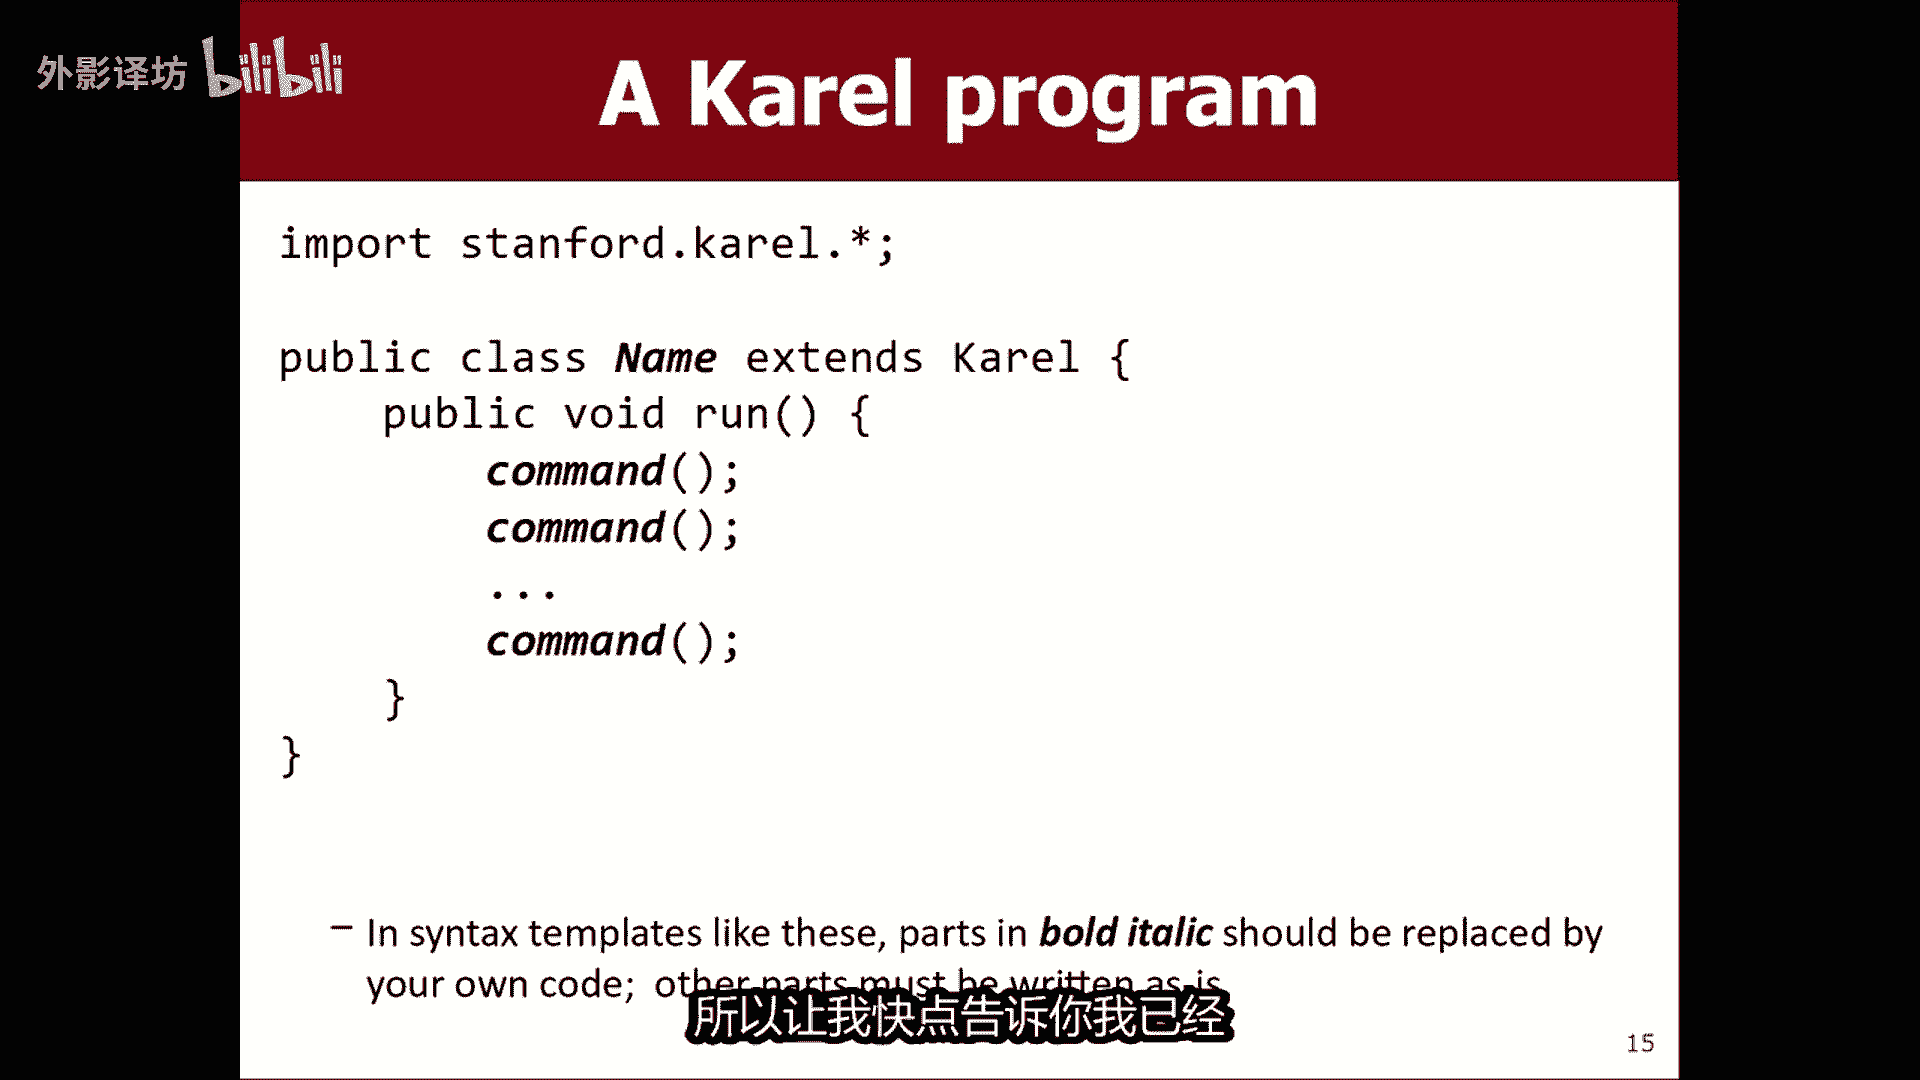 外影译坊 bilibili
A Karel program
import stanford.karel.*;
public class Name extends Karel {
public void run() {
command();
command();
...
command();
}
}
– In syntax templates like these, parts in bold italic should be replaced by
your own code; other parts must be written as-is
所以让我快点告诉你我已经
15